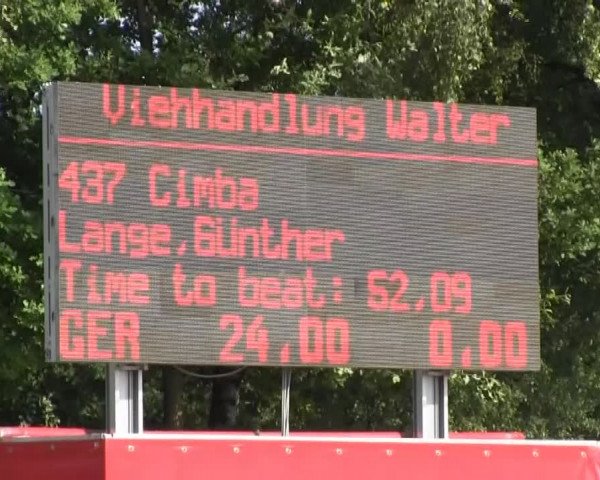 Viehhandlung Walter
437 Cimba
Lange,Günther
Time to beat: 52,09
GER 24,00 0,00